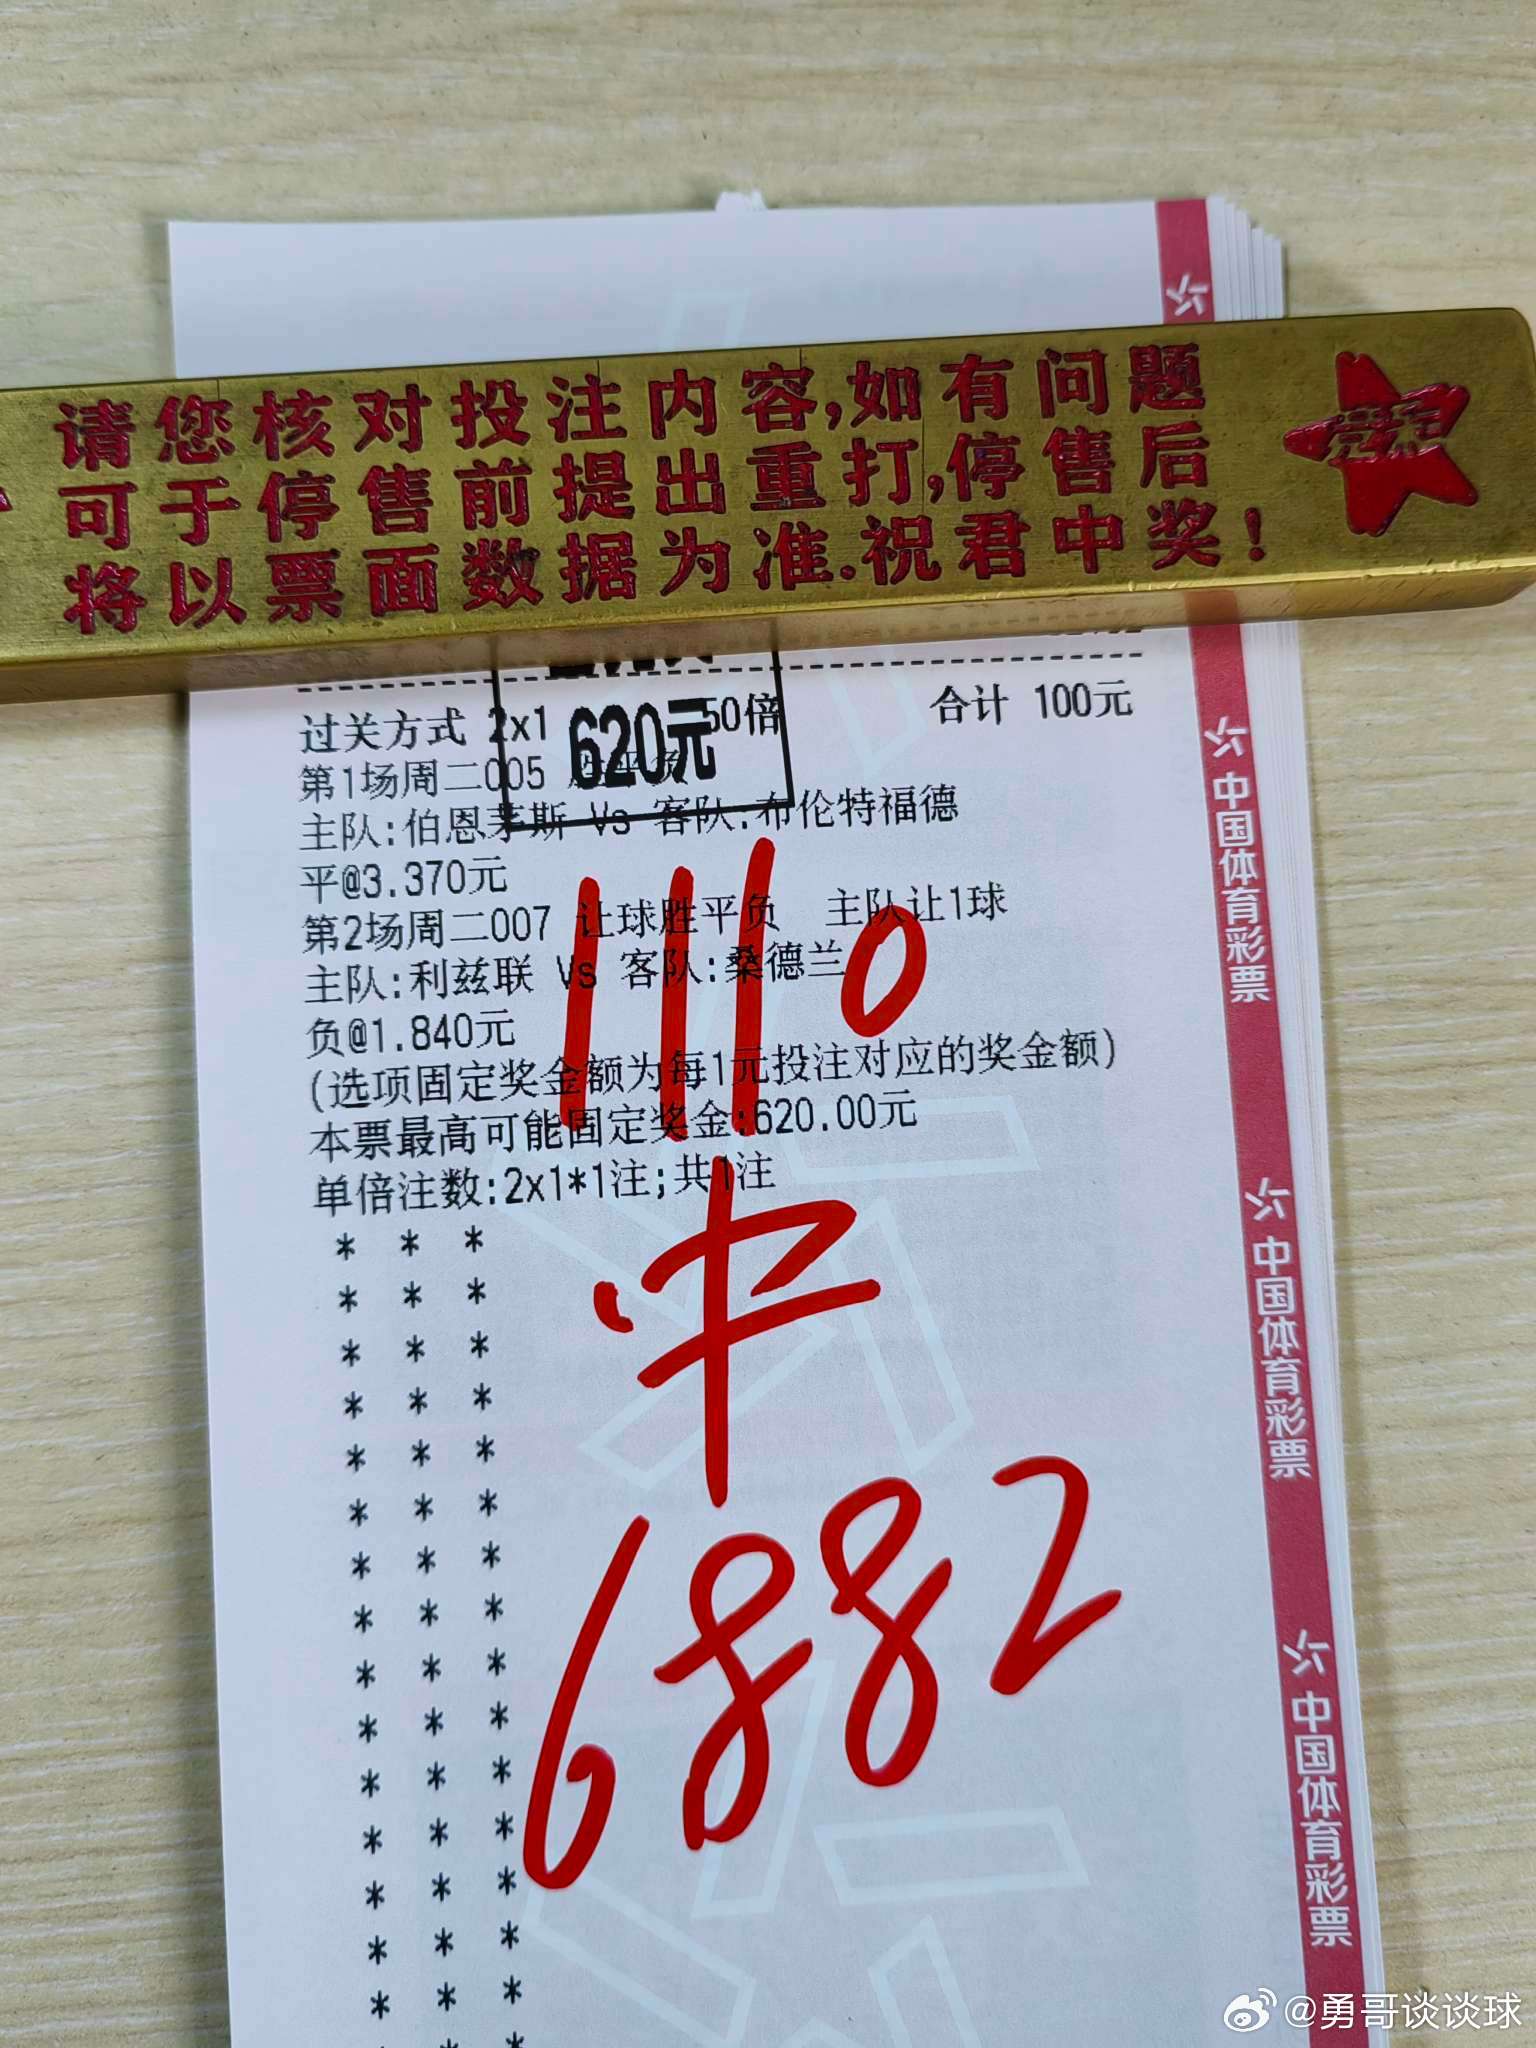 请您核对投注内容,如有问题
可于停售前提出重打,停售后
将以票面数据为准.祝君中奖!
过关方式 2x1 50倍 合计 100元
620元
第1场周二005 胜平负
主队:伯恩茅斯 Vs 客队:布伦特福德
平@3.370元
第2场周二007 让球胜平负 主队让1球
主队:利兹联 Vs 客队:桑德兰
负@1.840元
(选项固定奖金额为每1元投注对应的奖金额)
本票最高可能固定奖金:620.00元
单倍注数:2x1*1注;共1注
1110
中
6882
中国体育彩票
中国体育彩票
中国体育彩票
@勇哥谈谈球